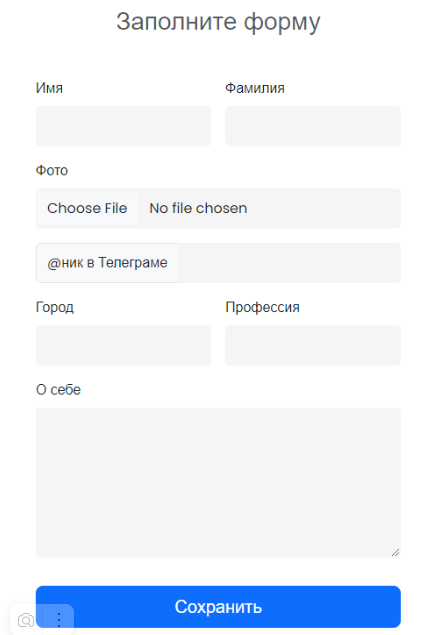 Заполните форму
Имя Фамилия
Фото
Choose File No file chosen
@ник в Телеграме
Город Профессия
О себе
Сохранить